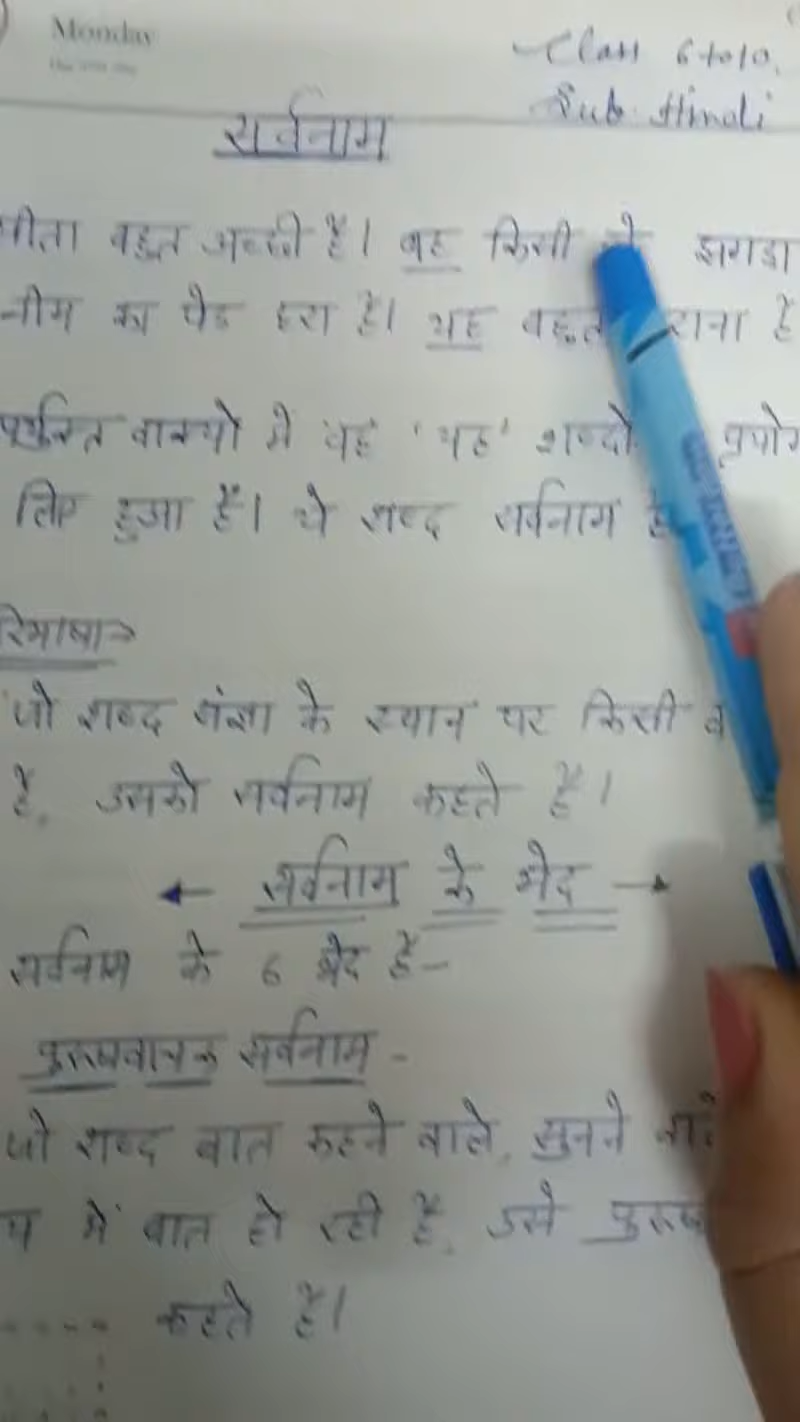 Monday
Class 6 to 10.
Sub. Hindi
सर्वनाम
बहुत अच्छी है। वह किसी से झगडा
नीम का पेड हरा है। यह बहुत
वाक्यो में 'वह' 'यह' शब्दो प्रयोग
लिए हुआ है। ये शब्द सर्वनाम है
रिभाषा→
जो शब्द संज्ञा के स्थान पर किसी व
है, उसको सर्वनाम कहते है।
← सर्वनाम के भेद →
सर्वनाम के 6 भेद है–
पुरुषवाचक सर्वनाम -
जो शब्द बात कहने वाले, सुनने
य में बात हो रही है, उसे पुरुष
कहते है।